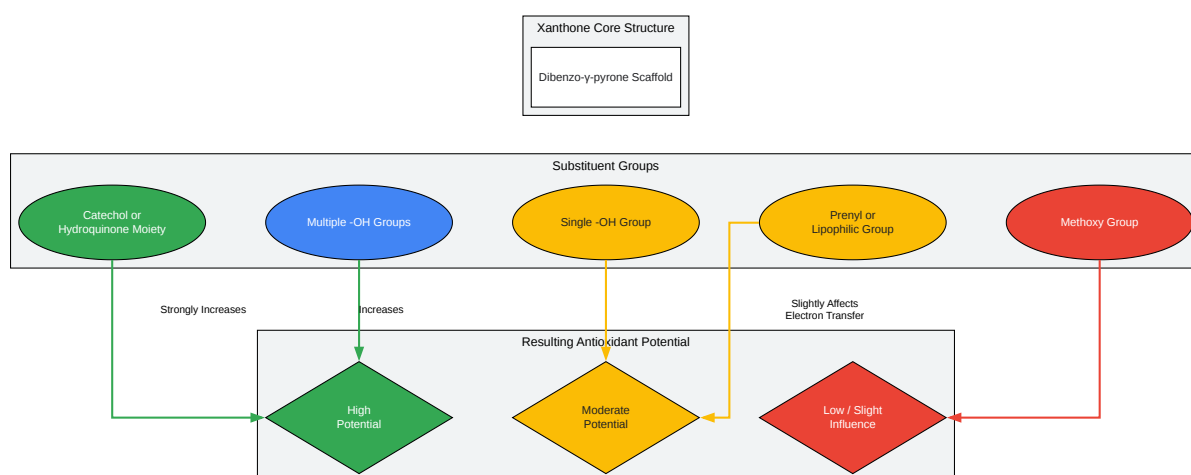 Xanthone Core Structure
Dibenzo-γ-pyrone Scaffold
Substituent Groups
Catechol or
Hydroquinone Moiety
Multiple -OH Groups
Single -OH Group
Prenyl or
Lipophilic Group
Methoxy Group
Strongly Increases
Increases
Slightly Affects
Electron Transfer
Resulting Antioxidant Potential
High
Potential
Moderate
Potential
Low / Slight
Influence